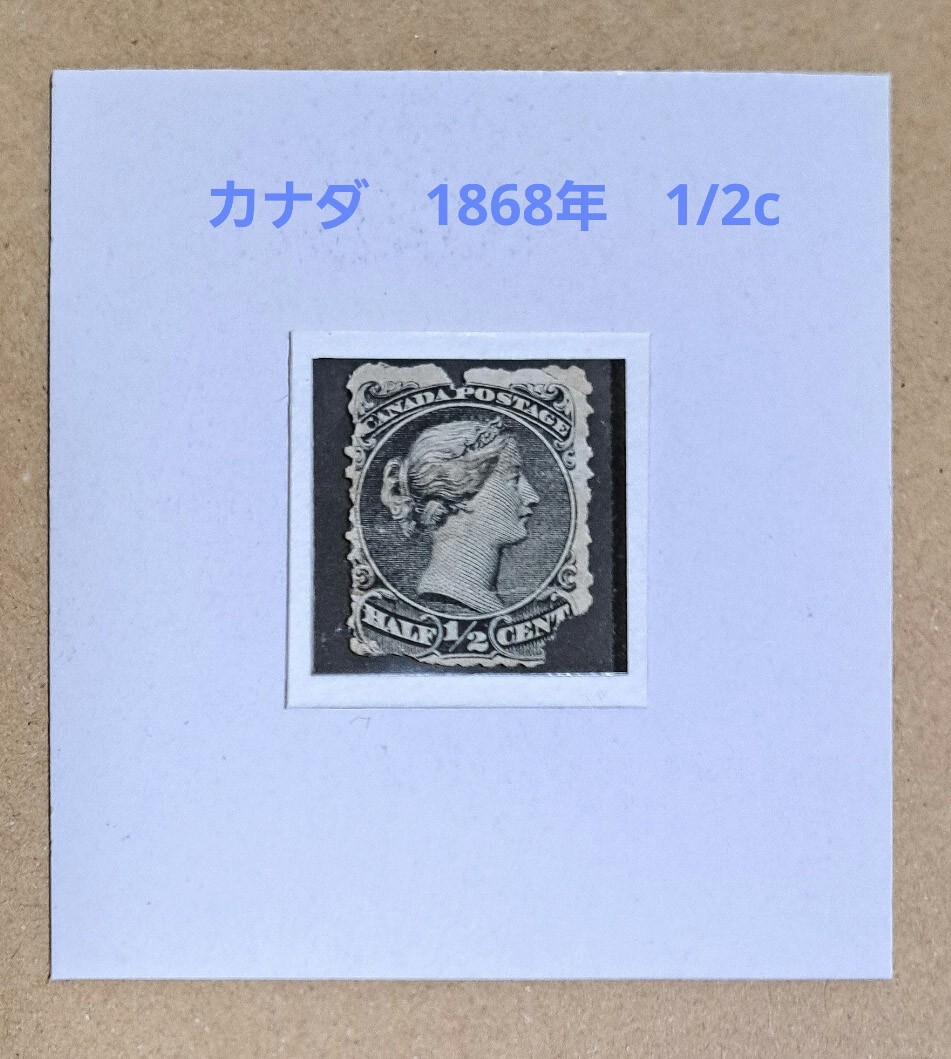 カナダ　1868年　1/2c
CANADA POSTAGE
HALF 1/2 CENT